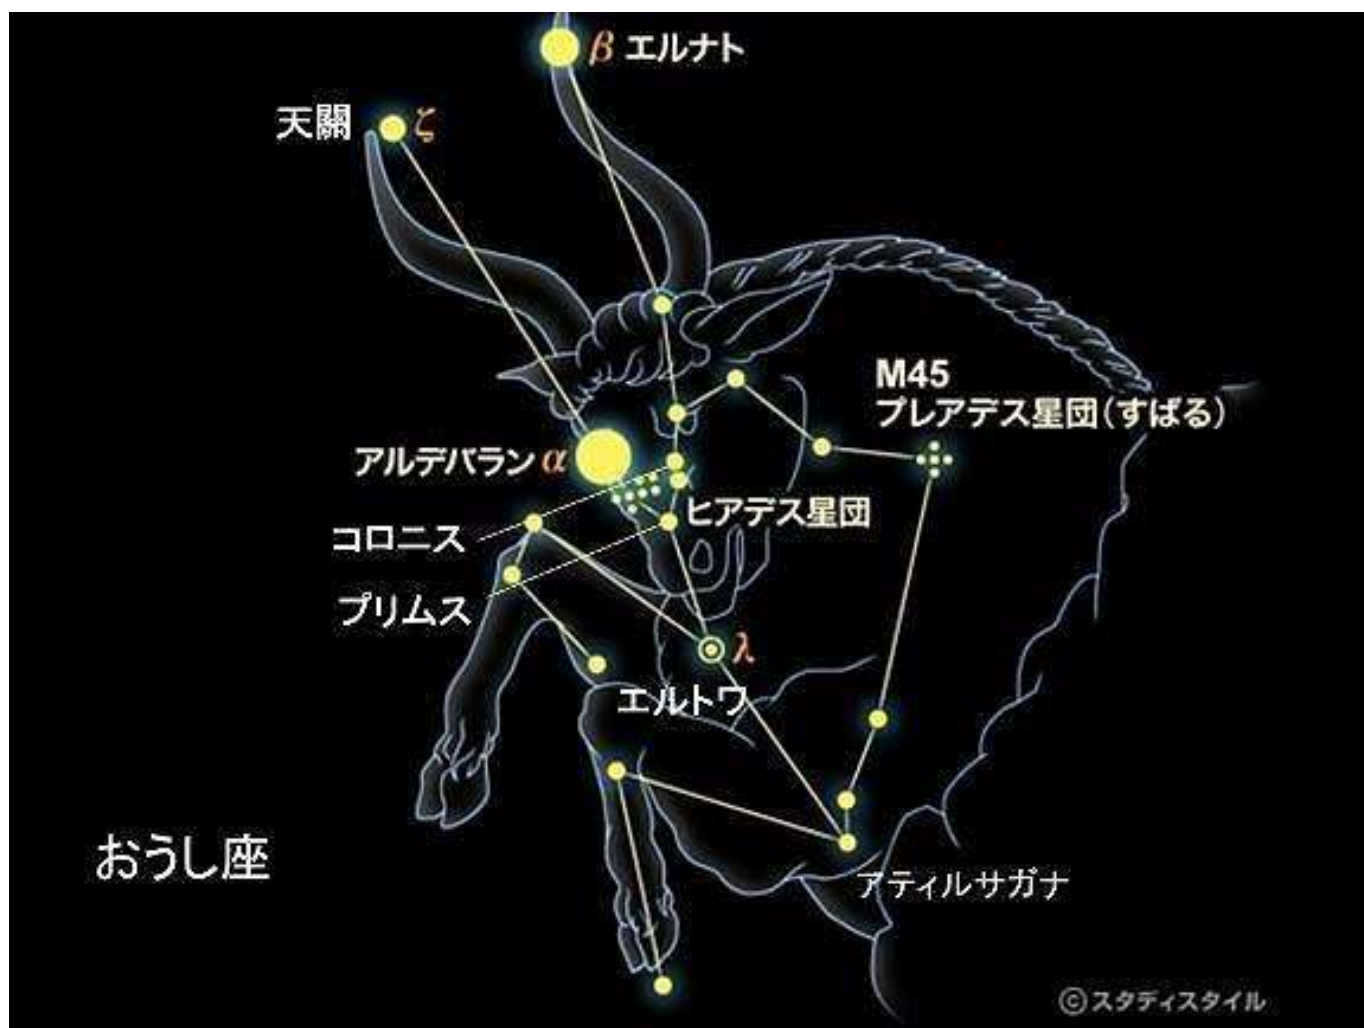 β エルナト
天關 ζ
M45
プレアデス星団(すばる)
アルデバラン α
ヒアデス星団
コロニス
プリムス
λ
エルトワ
おうし座
アティルサガナ
©スタディスタイル